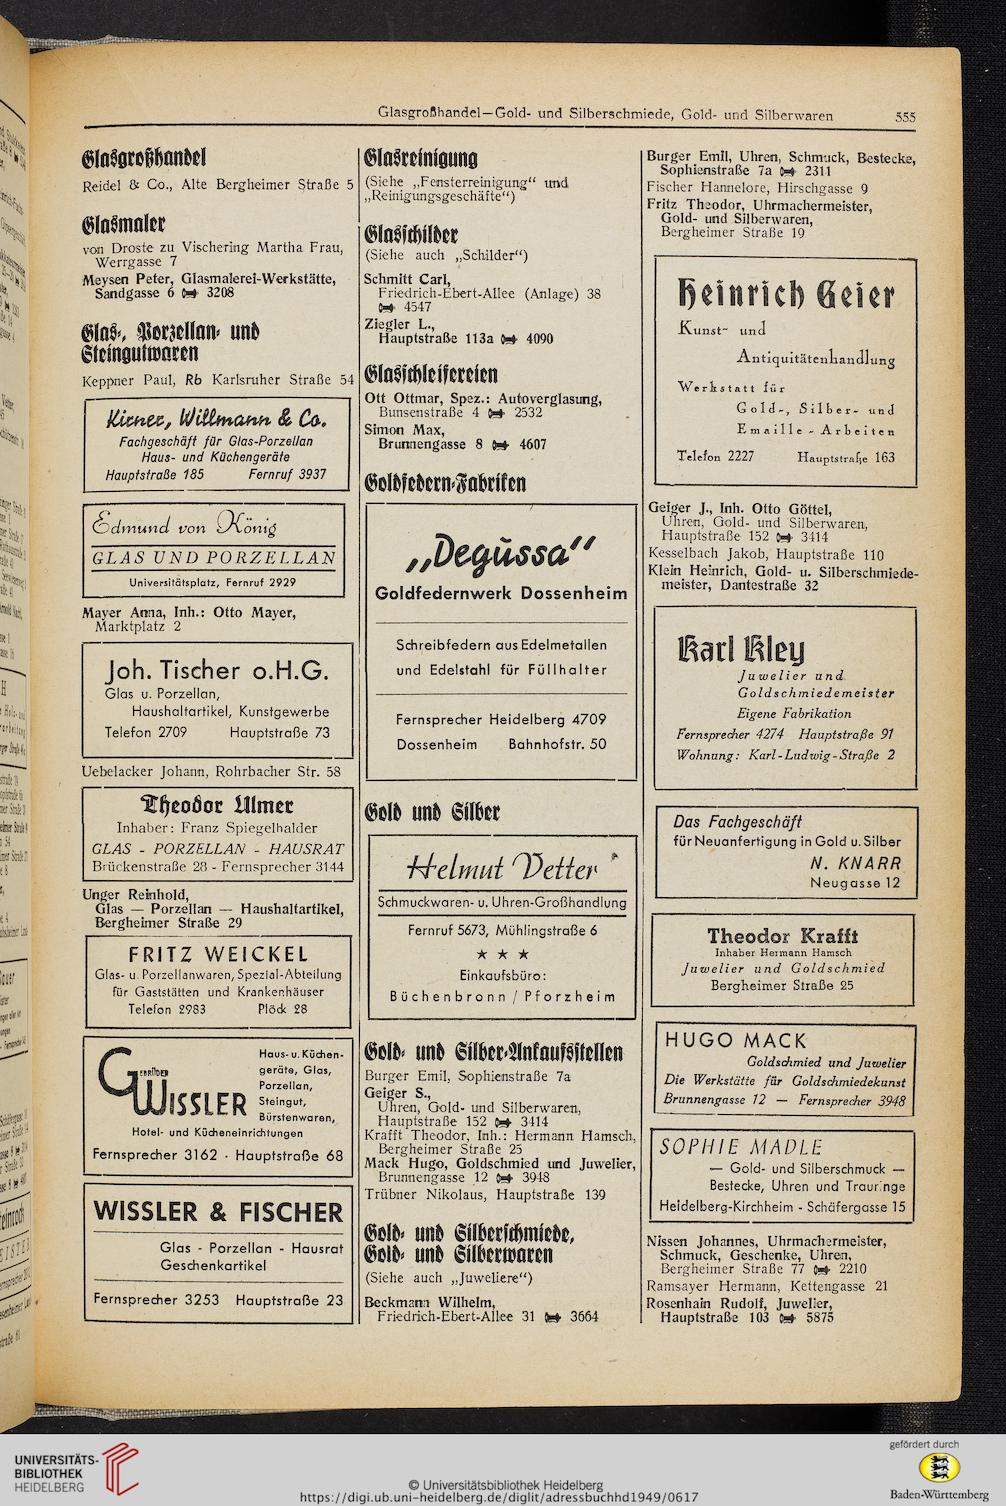 Glasgroßhandel—Gold- und Silberschmiede, Gold- und Silberwaren 555
Glasgroßhandel
Reidel & Co., Alte Bergheimer Straße 5
Glasmaler
von Droste zu Vischering Martha Frau,
Werrgasse 7
Meysen Peter, Glasmalerei-Werkstätte,
Sandgasse 6 3208
Glas-, Porzellan- und
Steingutwaren
Keppner Paul, Rb Karlsruher Straße 54
Kirner, Willmann & Co.
Fachgeschäft für Glas-Porzellan
Haus- und Küchengeräte
Hauptstraße 185 Fernruf 3937
Edmund von König
GLAS UND PORZELLAN
Universitätsplatz, Fernruf 2929
Mayer Anna, Inh.: Otto Mayer,
Marktplatz 2
Joh. Tischer o.H.G.
Glas u. Porzellan,
Haushaltartikel, Kunstgewerbe
Telefon 2709 Hauptstraße 73
Uebelacker Johann, Rohrbacher Str. 58
Theodor Ulmer
Inhaber: Franz Spiegelhalder
GLAS - PORZELLAN - HAUSRAT
Brückenstraße 28 - Fernsprecher 3144
Unger Reinhold,
Glas — Porzellan — Haushaltartikel,
Bergheimer Straße 29
FRITZ WEICKEL
Glas- u. Porzellanwaren, Spezial-Abteilung
für Gaststätten und Krankenhäuser
Telefon 2983 Plöck 28
GEBRÜDER
WISSLER
Haus- u. Küchen-
geräte, Glas,
Porzellan,
Steingut,
Bürstenwaren,
Hotel- und Kücheneinrichtungen
Fernsprecher 3162 · Hauptstraße 68
WISSLER & FISCHER
Glas - Porzellan - Hausrat
Geschenkartikel
Fernsprecher 3253 Hauptstraße 23
Glasreinigung
(Siehe „Fensterreinigung“ und
„Reinigungsgeschäfte“)
Glasschilder
(Siehe auch „Schilder“)
Schmitt Carl,
Friedrich-Ebert-Allee (Anlage) 38
4547
Ziegler L.,
Hauptstraße 113a 4090
Glasschleifereien
Ott Ottmar, Spez.: Autoverglasung,
Bunsenstraße 4 2532
Simon Max,
Brunnengasse 8 4607
Goldfedern-Fabriken
„Degussa“
Goldfedernwerk Dossenheim
Schreibfedern aus Edelmetallen
und Edelstahl für Füllhalter
Fernsprecher Heidelberg 4709
Dossenheim Bahnhofstr. 50
Gold und Silber
Helmut Vetter
Schmuckwaren- u. Uhren-Großhandlung
Fernruf 5673, Mühlingstraße 6
★ ★ ★
Einkaufsbüro:
Büchenbronn / Pforzheim
Gold- und Silber-Ankaufsstellen
Burger Emil, Sophienstraße 7a
Geiger S.,
Uhren, Gold- und Silberwaren,
Hauptstraße 152 3414
Krafft Theodor, Inh.: Hermann Hamsch,
Bergheimer Straße 25
Mack Hugo, Goldschmied und Juwelier,
Brunnengasse 12 3948
Trübner Nikolaus, Hauptstraße 139
Gold- und Silberschmiede,
Gold- und Silberwaren
(Siehe auch „Juweliere“)
Beckmann Wilhelm,
Friedrich-Ebert-Allee 31 3664
Burger Emil, Uhren, Schmuck, Bestecke,
Sophienstraße 7a 2311
Fischer Hannelore, Hirschgasse 9
Fritz Theodor, Uhrmachermeister,
Gold- und Silberwaren,
Bergheimer Straße 19
Heinrich Geier
Kunst- und
Antiquitätenhandlung
Werkstatt für
Gold-, Silber- und
Emaille - Arbeiten
Telefon 2227 Hauptstraße 163
Geiger J., Inh. Otto Göttel,
Uhren, Gold- und Silberwaren,
Hauptstraße 152 3414
Kesselbach Jakob, Hauptstraße 110
Klein Heinrich, Gold- u. Silberschmiede-
meister, Dantestraße 32
Karl Kley
Juwelier und
Goldschmiedemeister
Eigene Fabrikation
Fernsprecher 4274 Hauptstraße 91
Wohnung: Karl-Ludwig-Straße 2
Das Fachgeschäft
für Neuanfertigung in Gold u. Silber
N. KNARR
Neugasse 12
Theodor Krafft
Inhaber Hermann Hamsch
Juwelier und Goldschmied
Bergheimer Straße 25
HUGO MACK
Goldschmied und Juwelier
Die Werkstätte für Goldschmiedekunst
Brunnengasse 12 — Fernsprecher 3948
SOPHIE MADLE
— Gold- und Silberschmuck —
Bestecke, Uhren und Trauringe
Heidelberg-Kirchheim - Schäfergasse 15
Nissen Johannes, Uhrmachermeister,
Schmuck, Geschenke, Uhren,
Bergheimer Straße 77 2210
Ramsayer Hermann, Kettengasse 21
Rosenhain Rudolf, Juwelier,
Hauptstraße 103 5875
UNIVERSITÄTS-
BIBLIOTHEK
HEIDELBERG
© Universitätsbibliothek Heidelberg
https://digi.ub.uni-heidelberg.de/diglit/adressbuchhd1949/0617
gefördert durch
Baden-Württemberg